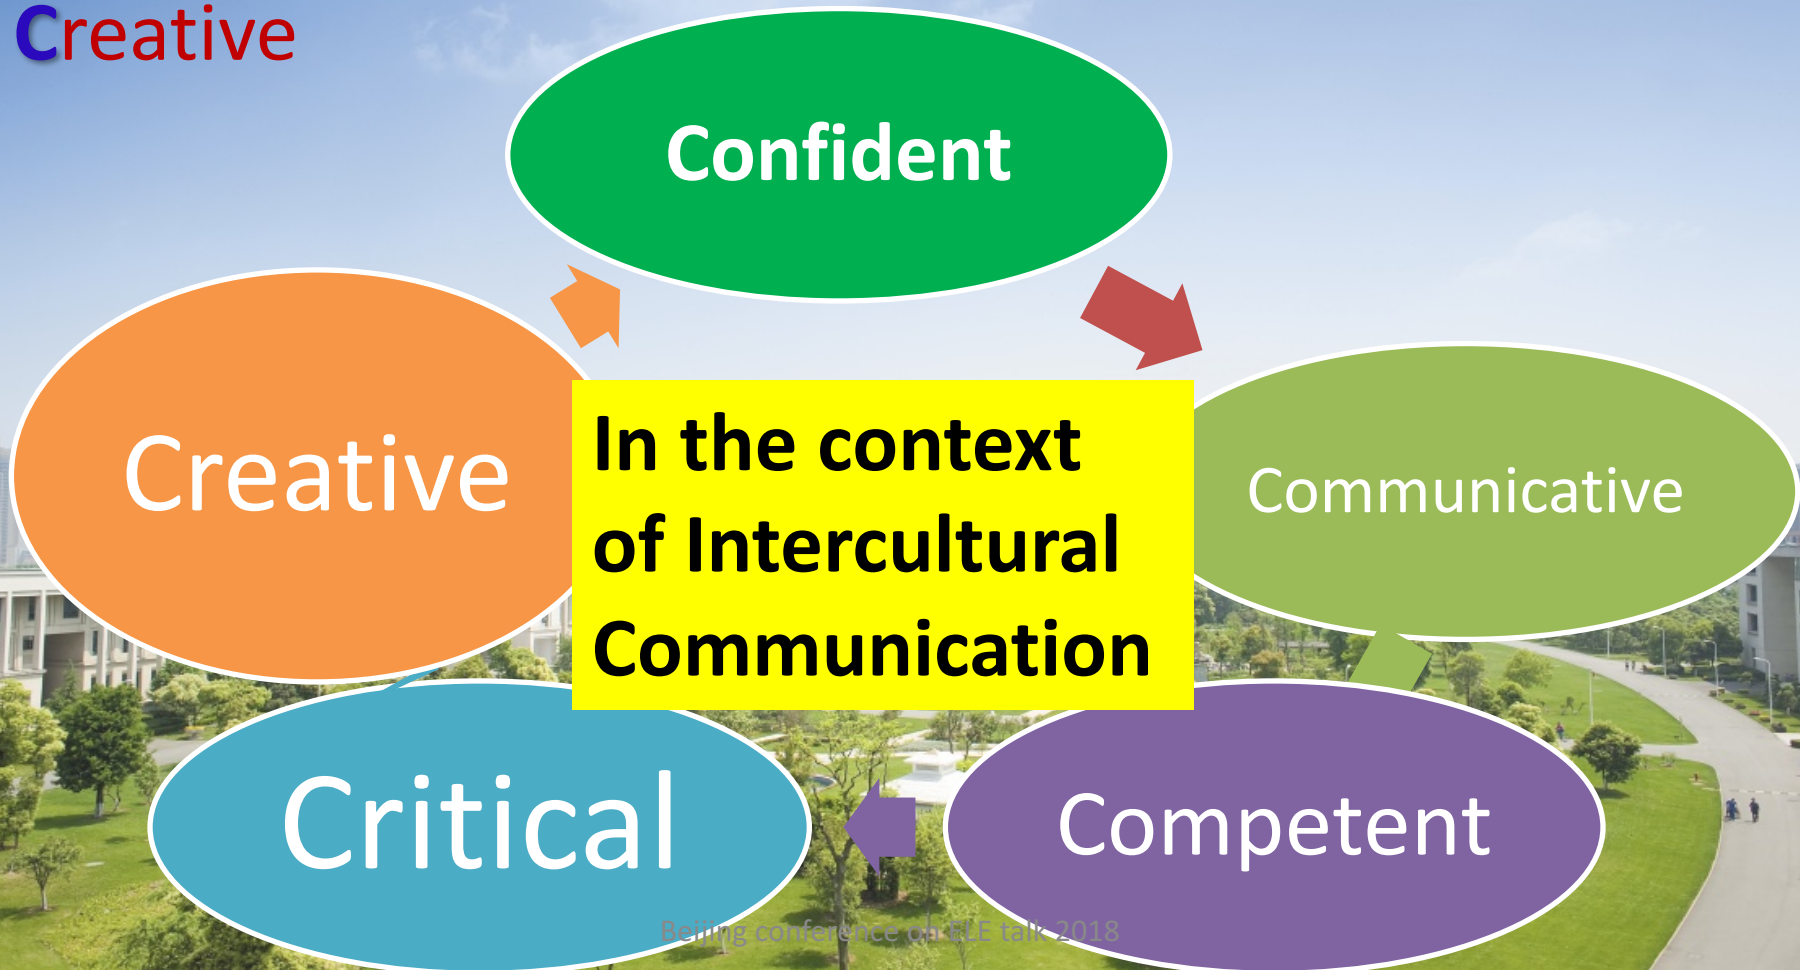 Creative
Confident
Creative
In the context
of Intercultural
Communication
Communicative
Critical
Competent
Beijing conference on ELE talk 2018